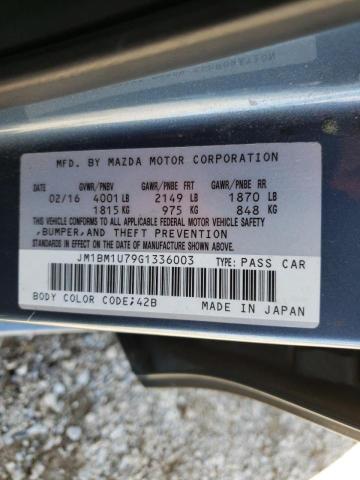 MFD. BY MAZDA MOTOR CORPORATION
DATE GVWR/PNBV GAWR/PNBE FRT GAWR/PNBE RR
02/16 4001 LB 2149 LB 1870 LB
1815 KG 975 KG 848 KG
THIS VEHICLE CONFORMS TO ALL APPLICABLE FEDERAL MOTOR VEHICLE SAFETY
,BUMPER,AND THEFT PREVENTION
STANDARDS IN EFFECT ON THE DATE OF MANUFACTURE SHOWN ABOVE.
JM1BM1U79G1336003 TYPE: PASS CAR
BODY COLOR CODE;42B MADE IN JAPAN